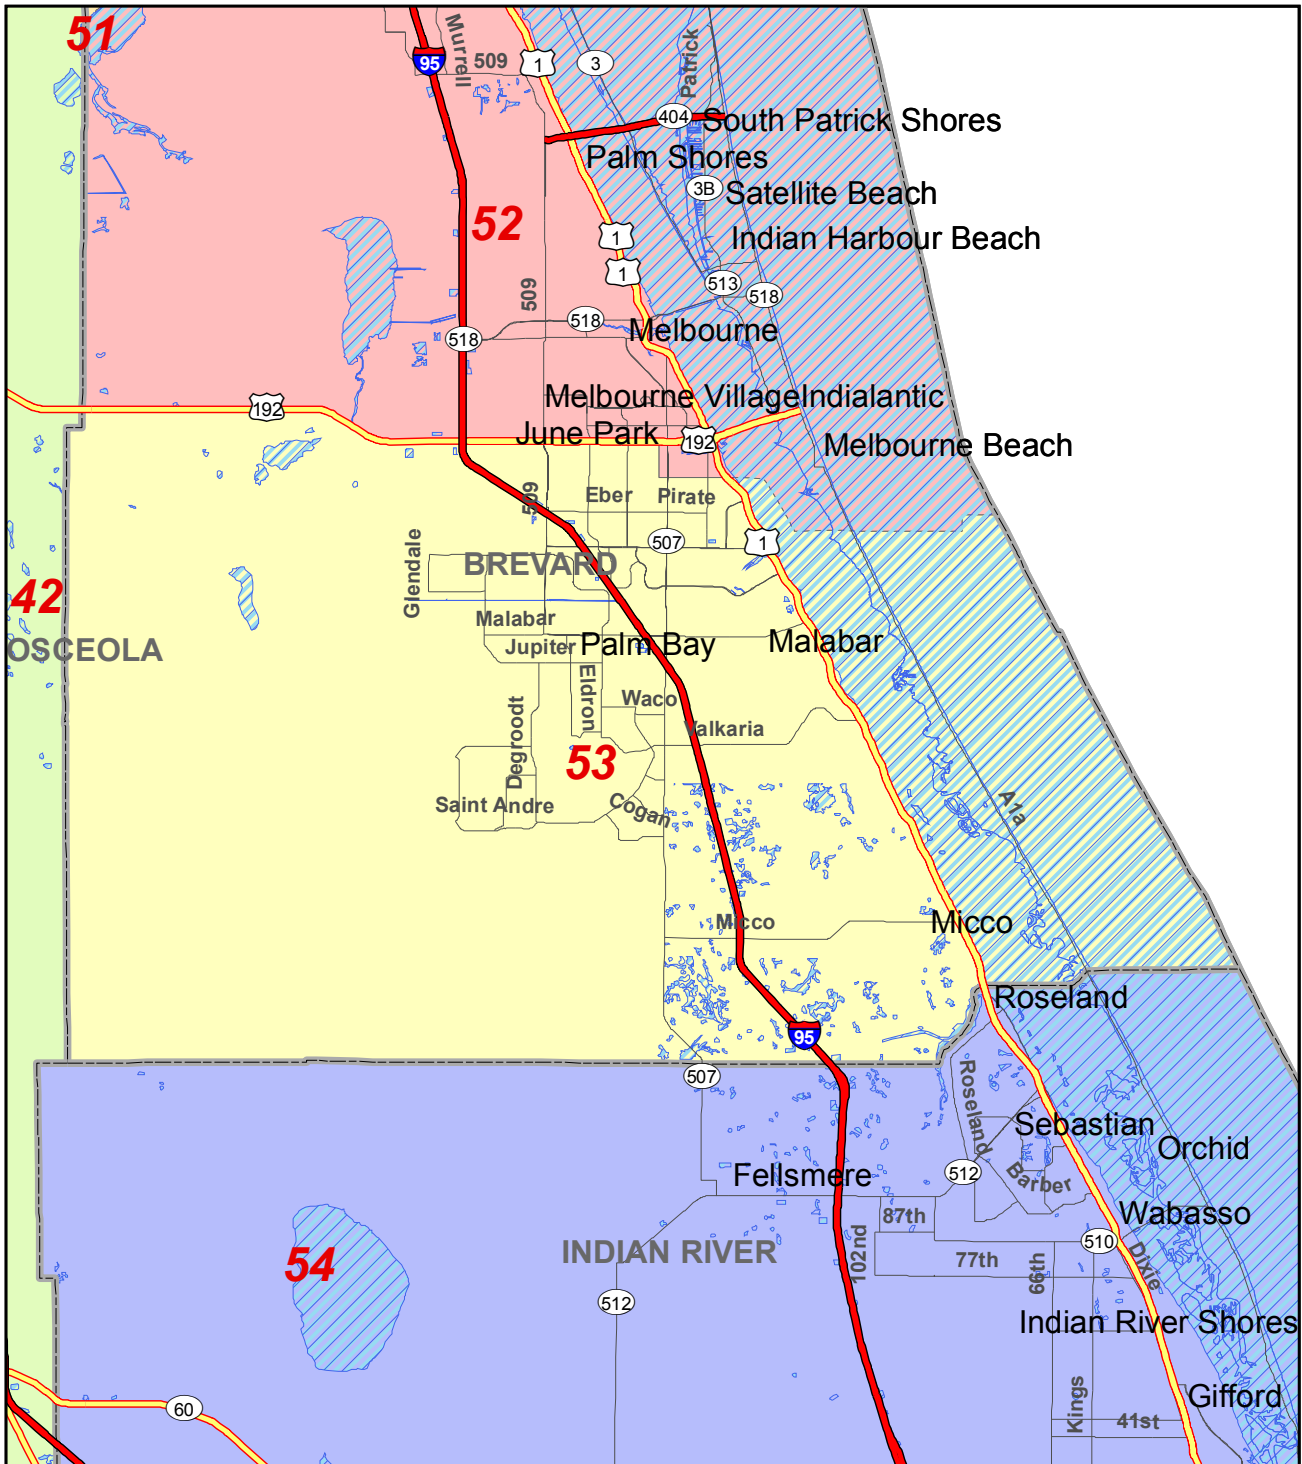 51
Murrell
95
509
1
3
Patrick
404
South Patrick Shores
Palm Shores
3B
Satellite Beach
52
1
Indian Harbour Beach
1
513
518
509
518
518
Melbourne
192
Melbourne Village
Indialantic
June Park
192
Melbourne Beach
509
Eber
Pirate
507
1
Glendale
BREVARD
42
OSCEOLA
Malabar
Jupiter
Palm Bay
Malabar
Eldron
Waco
Degroodt
Valkaria
53
Saint Andre
Cogan
A1a
Micco
Micco
Roseland
95
507
Roseland
Sebastian
Orchid
512
Barber
Fellsmere
87th
Wabasso
54
INDIAN RIVER
102nd
77th
66th
510
Dixie
512
Indian River Shores
Kings
Gifford
60
41st